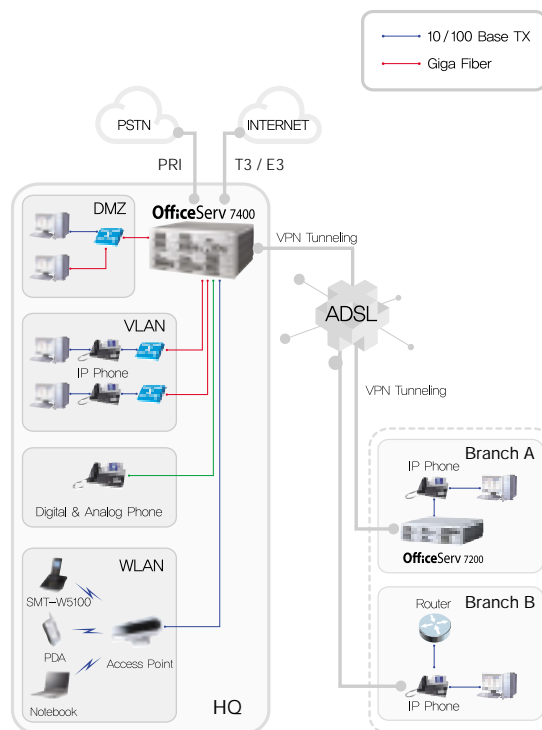 10/100 Base TX
Giga Fiber
PSTN
INTERNET
PRI
T3 / E3
DMZ
OfficeServ 7400
VPN Tunneling
ADSL
VLAN
IP Phone
VPN Tunneling
Digital & Analog Phone
Branch A
IP Phone
OfficeServ 7200
WLAN
SMT-W5100
PDA
Access Point
Notebook
HQ
Branch B
Router
IP Phone